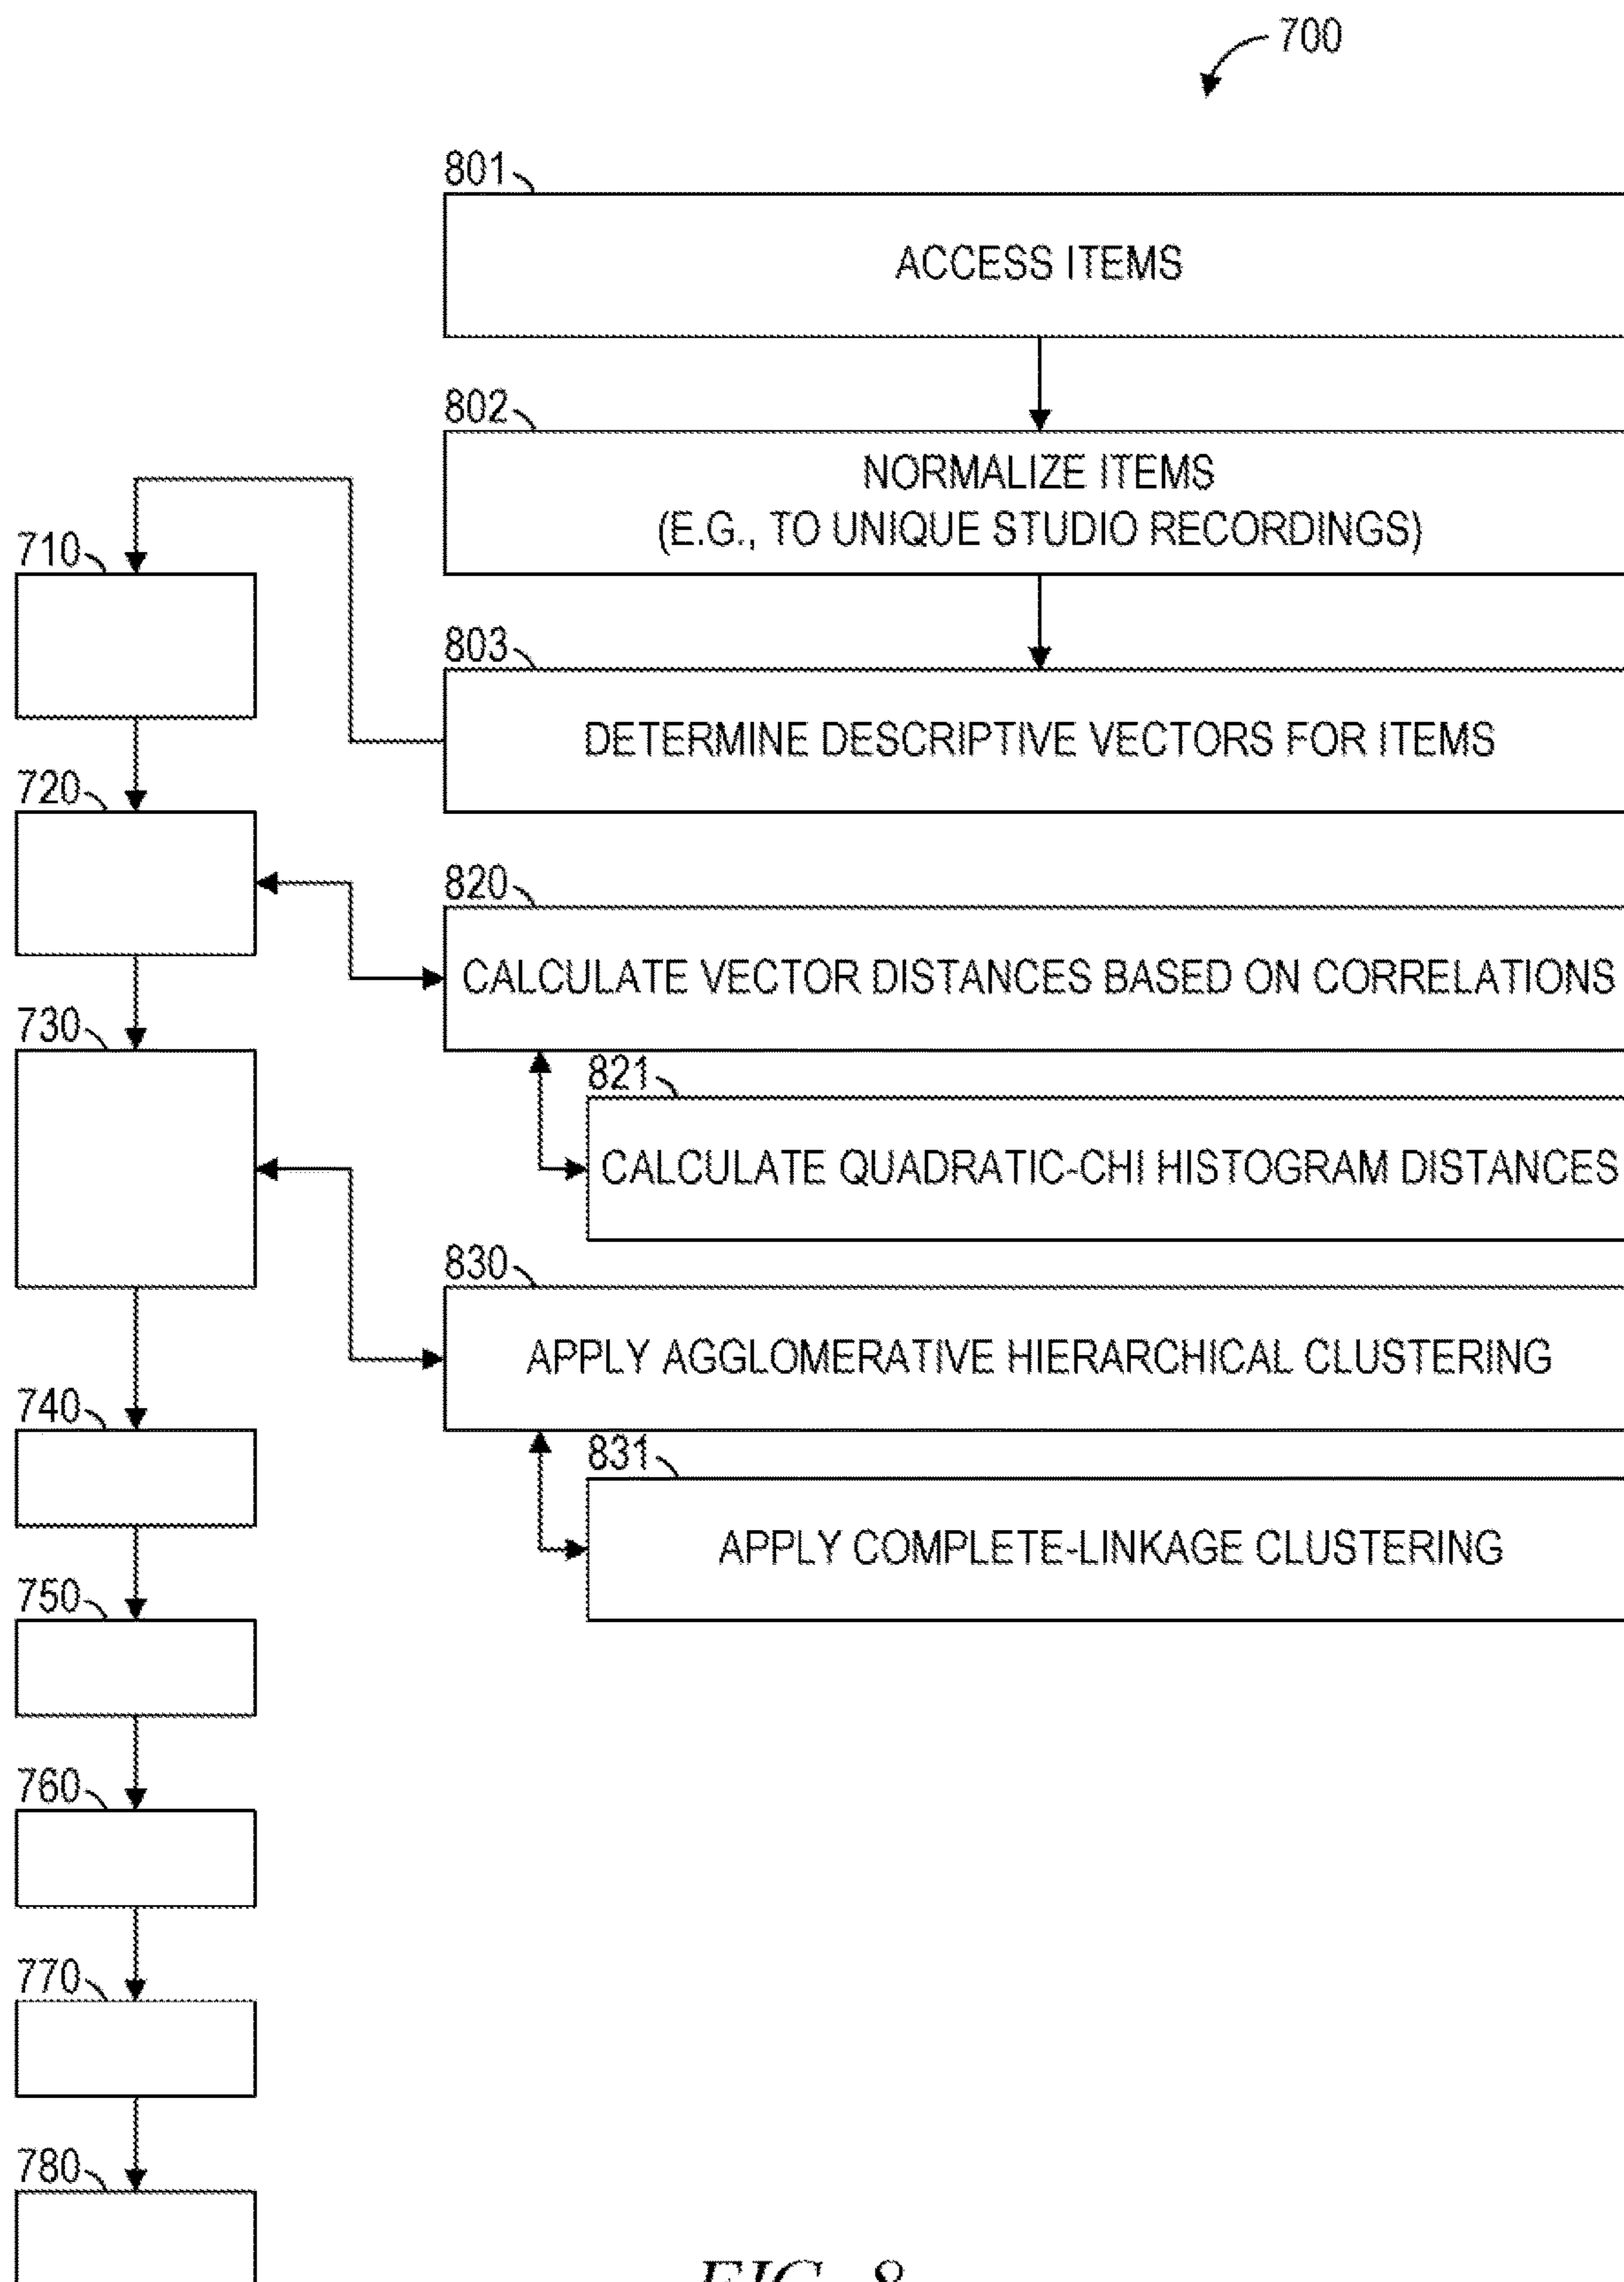 700
801
ACCESS ITEMS
802
NORMALIZE ITEMS
(E.G., TO UNIQUE STUDIO RECORDINGS)
710
803
DETERMINE DESCRIPTIVE VECTORS FOR ITEMS
720
820
CALCULATE VECTOR DISTANCES BASED ON CORRELATIONS
730
821
CALCULATE QUADRATIC-CHI HISTOGRAM DISTANCES
830
APPLY AGGLOMERATIVE HIERARCHICAL CLUSTERING
740
831
APPLY COMPLETE-LINKAGE CLUSTERING
750
760
770
780
FIG. 8